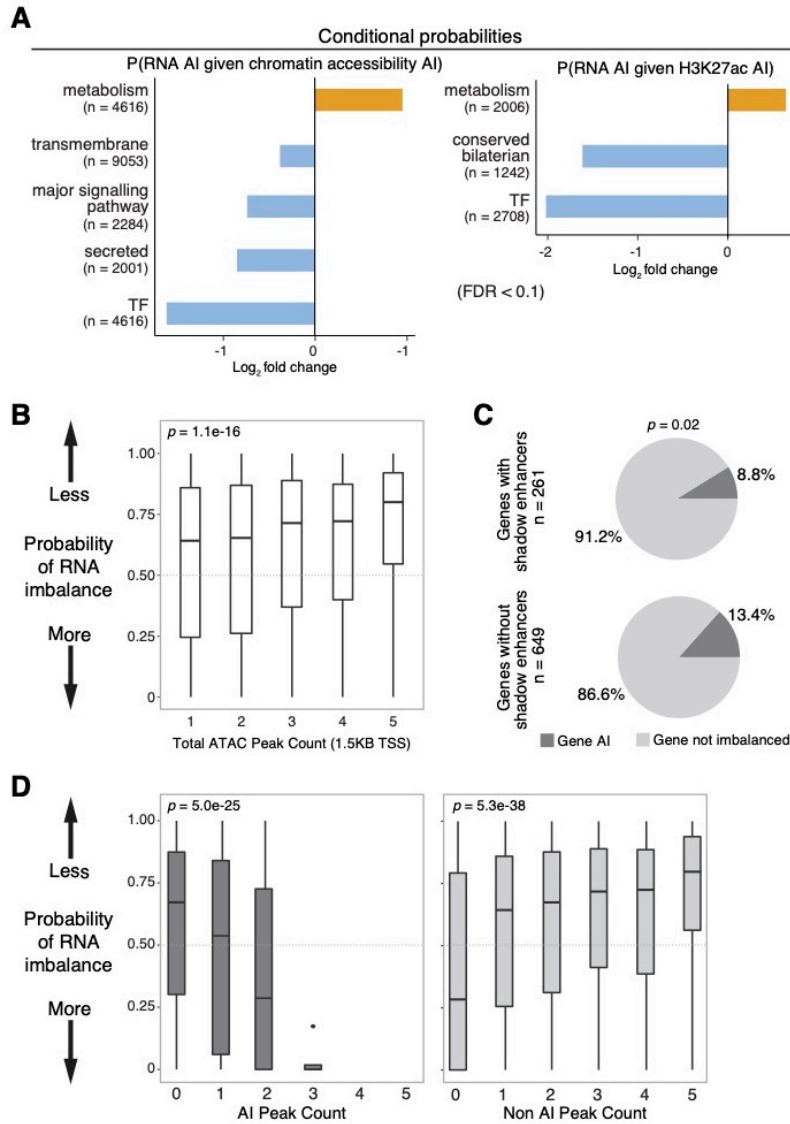 A
Conditional probabilities
P(RNA AI given chromatin accessibility AI)
metabolism
(n = 4616)
transmembrane
(n = 9053)
major signalling
pathway
(n = 2284)
secreted
(n = 2001)
TF
(n = 4616)
-1
0
-1
Log2 fold change
P(RNA AI given H3K27ac AI)
metabolism
(n = 2006)
conserved
bilaterian
(n = 1242)
TF
(n = 2708)
-2
-1
0
Log2 fold change
(FDR < 0.1)
B
Less
Probability
of RNA
imbalance
More
p = 1.1e-16
1.00
0.75
0.50
0.25
0
1 2 3 4 5
Total ATAC Peak Count (1.5KB TSS)
C
p = 0.02
Genes with
shadow enhancers
n = 261
8.8%
91.2%
Genes without
shadow enhancers
n = 649
13.4%
86.6%
Gene AI
Gene not imbalanced
D
Less
Probability
of RNA
imbalance
More
p = 5.0e-25
1.00
0.75
0.50
0.25
0
0 1 2 3 4 5
AI Peak Count
p = 5.3e-38
0 1 2 3 4 5
Non AI Peak Count